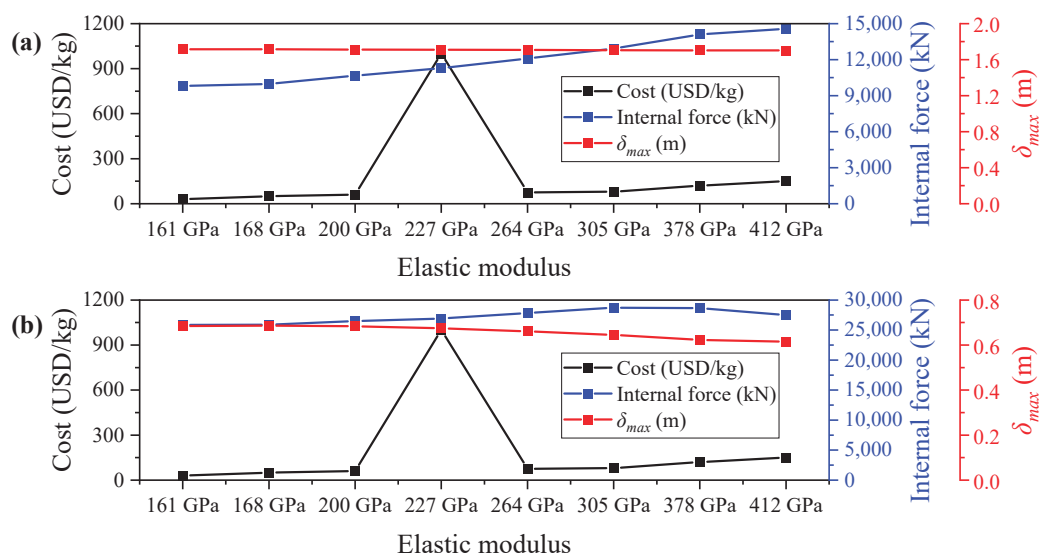 (a)
Cost (USD/kg)
1200
900
600
300
0
Cost (USD/kg)
Internal force (kN)
δmax (m)
15,000
12,000
9,000
6,000
3,000
0
Internal force (kN)
2.0
1.6
1.2
0.8
0.4
0.0
δmax (m)
161 GPa 168 GPa 200 GPa 227 GPa 264 GPa 305 GPa 378 GPa 412 GPa
Elastic modulus
(b)
Cost (USD/kg)
1200
900
600
300
0
Cost (USD/kg)
Internal force (kN)
δmax (m)
30,000
25,000
20,000
15,000
10,000
5,000
0
Internal force (kN)
0.8
0.6
0.4
0.2
0.0
δmax (m)
161 GPa 168 GPa 200 GPa 227 GPa 264 GPa 305 GPa 378 GPa 412 GPa
Elastic modulus